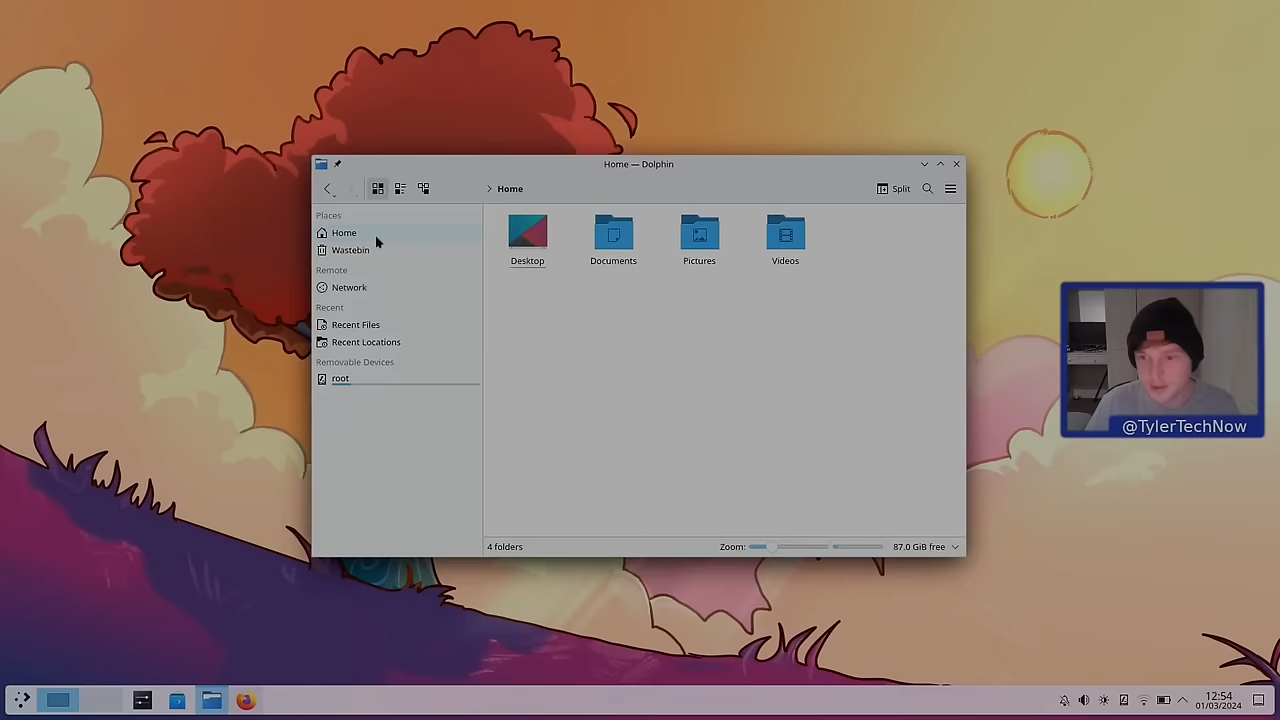 Home — Dolphin
Home
Split
Places
Home
Wastebin
Remote
Network
Recent
Recent Files
Recent Locations
Removable Devices
root
Desktop
Documents
Pictures
Videos
4 folders
Zoom:
87.0 GiB free
@TylerTechNow
12:54
01/03/2024